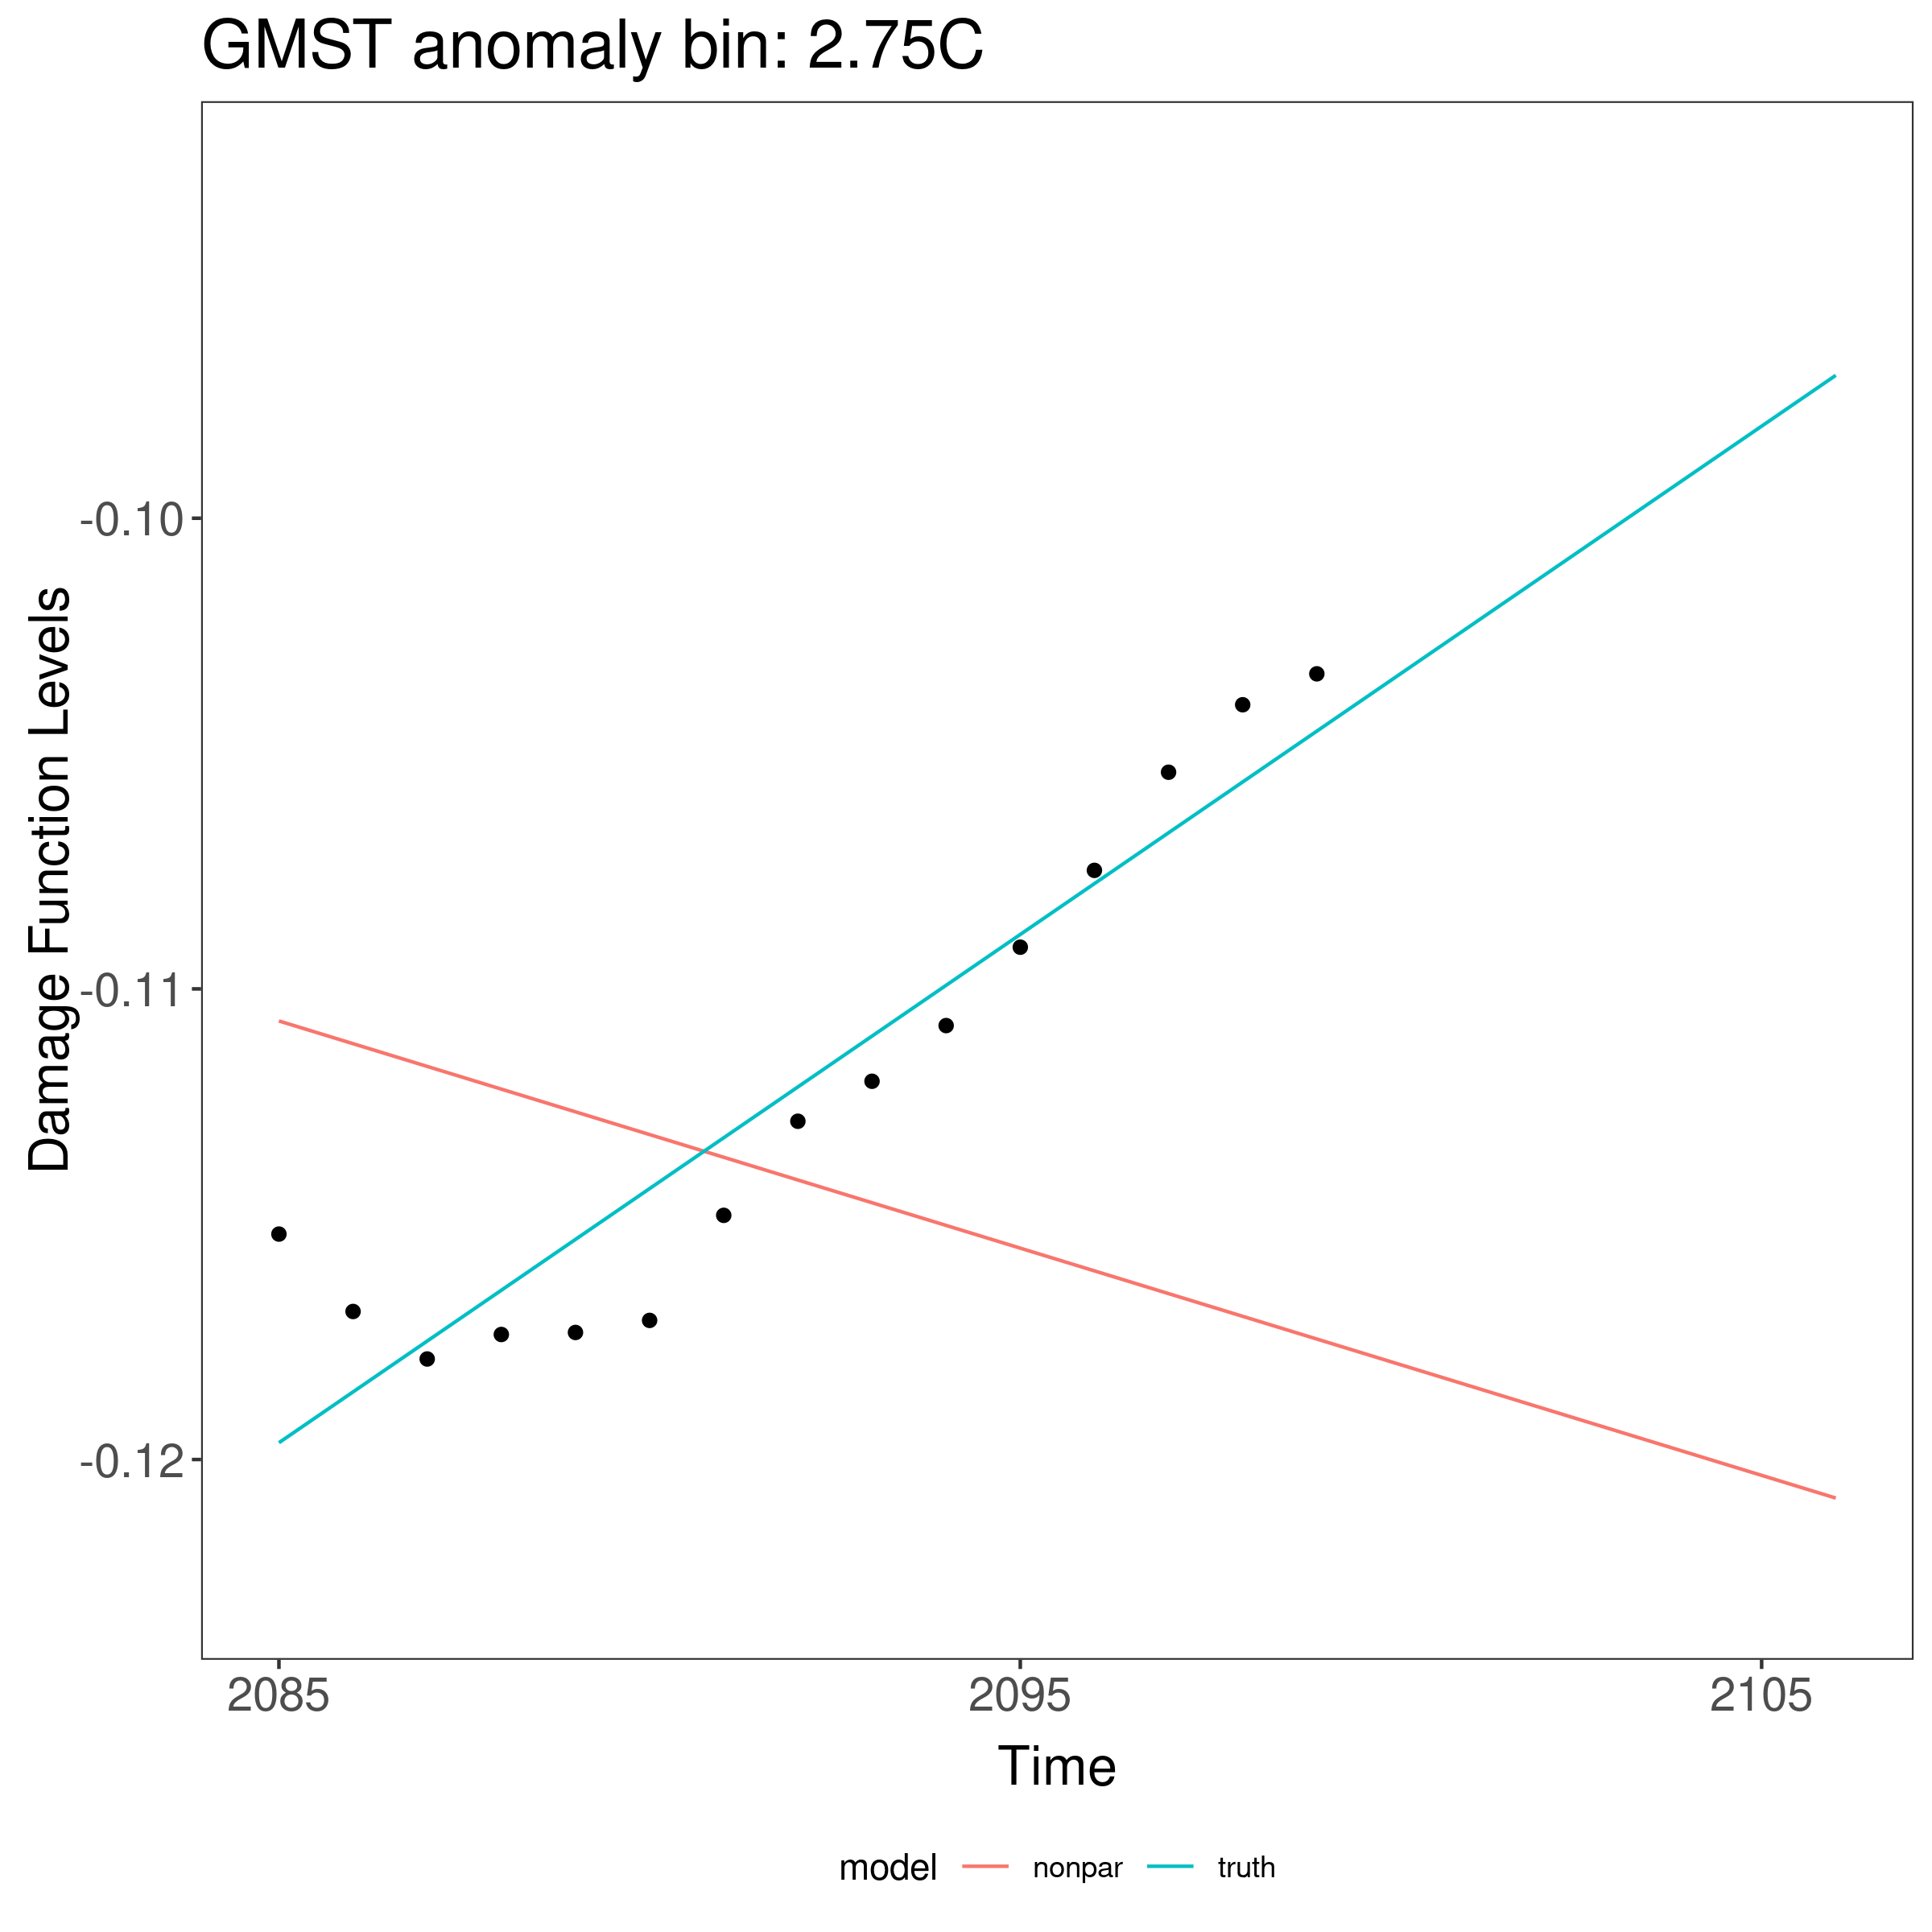 GMST anomaly bin: 2.75C
Damage Function Levels
-0.10
-0.11
-0.12
2085 2095 2105
Time
model nonpar truth